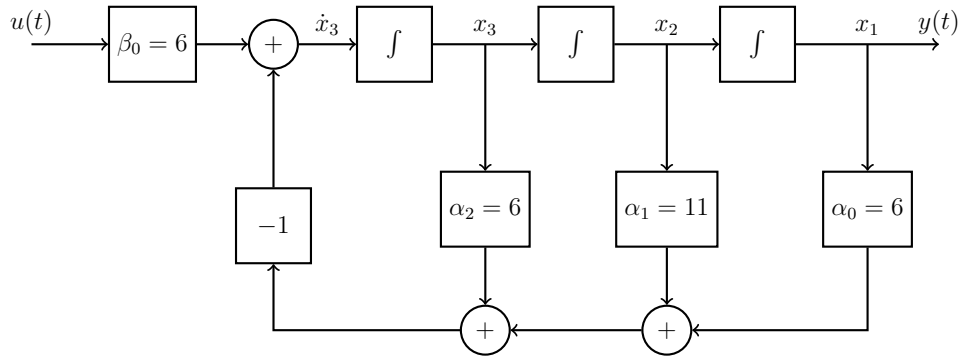 u(t)
β₀ = 6
+
ẋ₃
∫
x₃
∫
x₂
∫
x₁
y(t)
−1
α₂ = 6
α₁ = 11
α₀ = 6
+
+